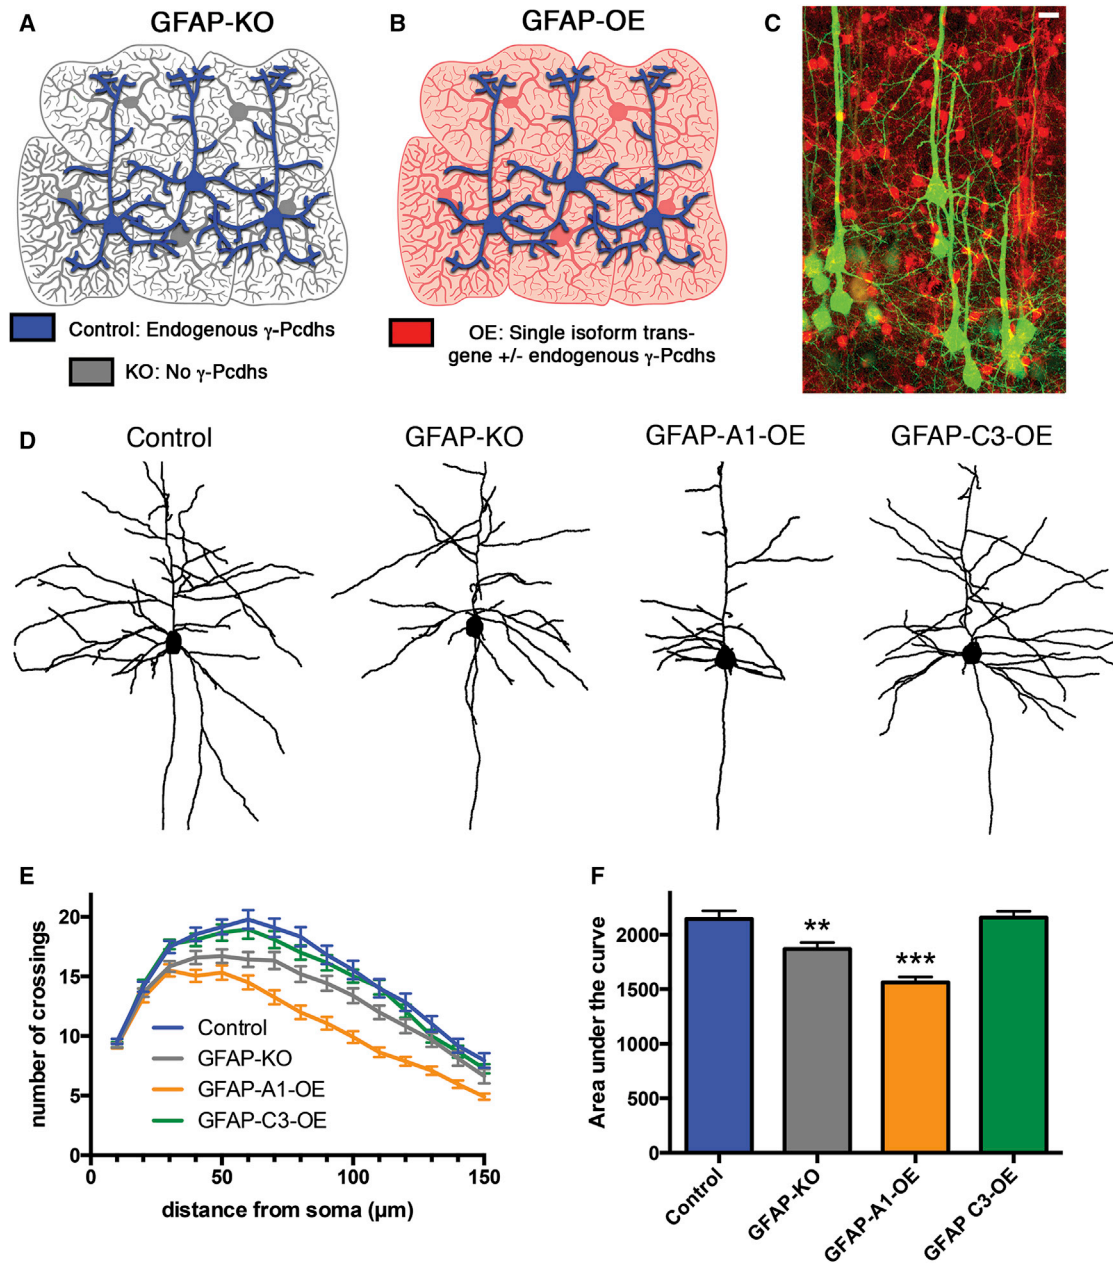 A
GFAP-KO
B
GFAP-OE
C
Control: Endogenous γ-Pcdhs
KO: No γ-Pcdhs
OE: Single isoform trans-
gene +/- endogenous γ-Pcdhs
D
Control
GFAP-KO
GFAP-A1-OE
GFAP-C3-OE
E
number of crossings
20
15
10
5
0
Control
GFAP-KO
GFAP-A1-OE
GFAP-C3-OE
0
50
100
150
distance from soma (µm)
F
Area under the curve
2000
1500
1000
500
0
**
***
Control
GFAP-KO
GFAP-A1-OE
GFAP C3-OE